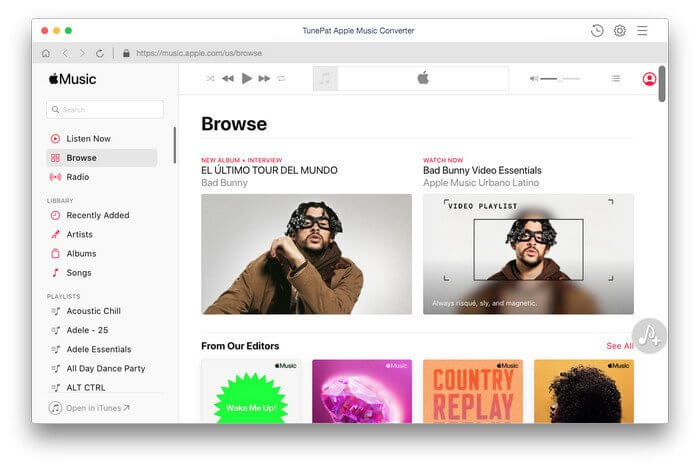 TunePat Apple Music Converter
https://music.apple.com/us/browse
Music
Search
Listen Now
Browse
Radio
LIBRARY
Recently Added
Artists
Albums
Songs
PLAYLISTS
Acoustic Chill
Adele - 25
Adele Essentials
All Day Dance Party
ALT CTRL
Open in iTunes
Browse
NEW ALBUM + INTERVIEW
EL ÚLTIMO TOUR DEL MUNDO
Bad Bunny
WATCH NOW
Bad Bunny Video Essentials
Apple Music Urbano Latino
VIDEO PLAYLIST
Always risqué, sly, and magnetic.
From Our Editors
See All
Music
Wake Me Up!
Music
Music
COUNTRY
REPLAY
Music